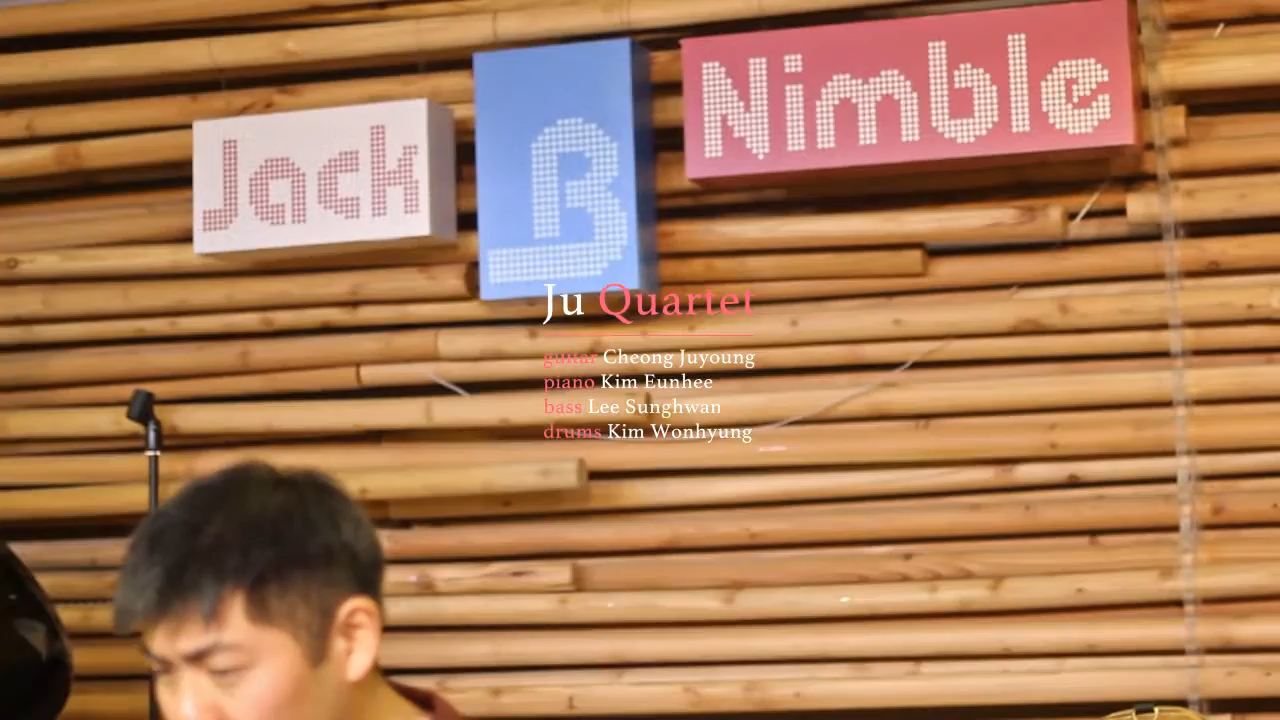 Jack
B
Nimble
Ju Quartet
guitar Cheong Juyoung
piano Kim Eunhee
bass Lee Sunghwan
drums Kim Wonhyung